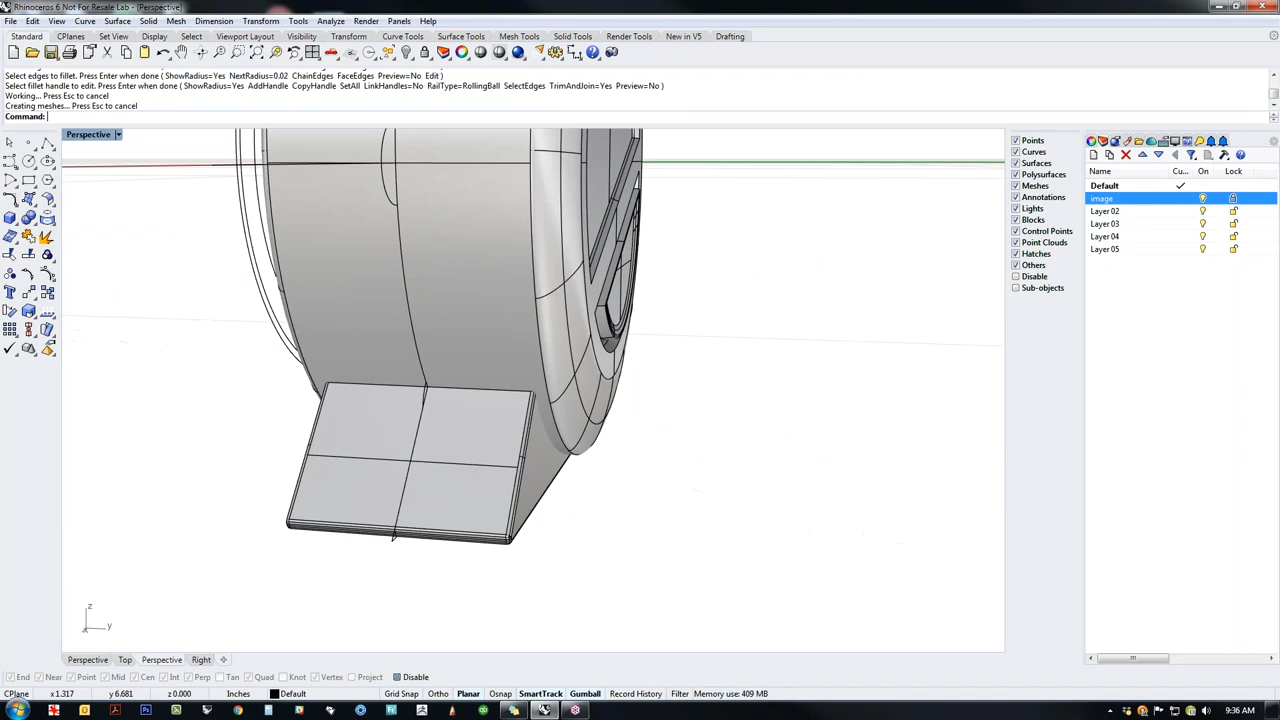 Rhinoceros 6 Not For Resale Lab - [Perspective]
File Edit View Curve Surface Solid Mesh Dimension Transform Tools Analyze Render Panels Help
Standard CPlanes Set View Display Select Viewport Layout Visibility Transform Curve Tools Surface Tools Solid Tools Mesh Tools Render Tools New in V5 Drafting
Select edges to fillet. Press Enter when done ( ShowRadius=Yes NextRadius=0.02 ChainEdges FaceEdges Preview=No Edit )
Select fillet handle to edit. Press Enter when done ( ShowRadius=Yes AddHandle CopyHandle SetAll LinkHandles=No RailType=RollingBall SelectEdges TrimAndJoin=Yes Preview=No )
Working... Press Esc to cancel
Creating meshes... Press Esc to cancel
Command:
Perspective
Points
Curves
Surfaces
Polysurfaces
Meshes
Annotations
Lights
Blocks
Control Points
Point Clouds
Hatches
Others
Disable
Sub-objects
Name Cu... On Lock
Default
image
Layer 02
Layer 03
Layer 04
Layer 05
z
y
Perspective Top Perspective Right
End Near Point Mid Cen Int Perp Tan Quad Knot Vertex Project Disable
CPlane x 1.317 y 6.681 z 0.000 Inches Default Grid Snap Ortho Planar Osnap SmartTrack Gumball Record History Filter Memory use: 409 MB
9:36 AM